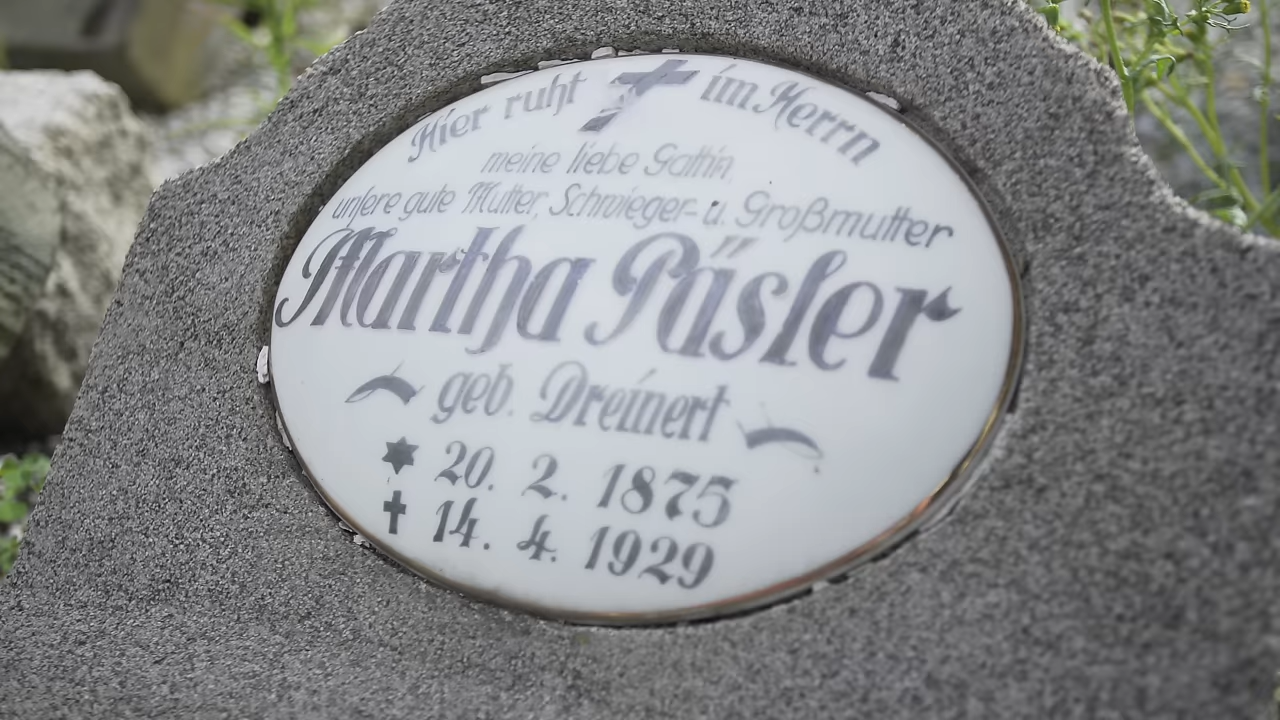 Hier ruht im Herrn
meine liebe Gattin,
unsere gute Mutter, Schwieger- u. Großmutter
Martha Päsler
geb. Dreinert
20. 2. 1875
14. 4. 1929